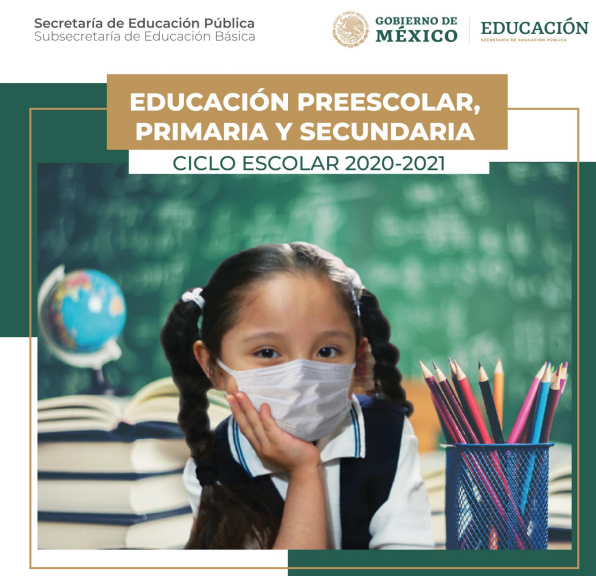 Secretaría de Educación Pública
Subsecretaría de Educación Básica
GOBIERNO DE
MÉXICO
EDUCACIÓN
SECRETARÍA DE EDUCACIÓN PÚBLICA
EDUCACIÓN PREESCOLAR,
PRIMARIA Y SECUNDARIA
CICLO ESCOLAR 2020-2021